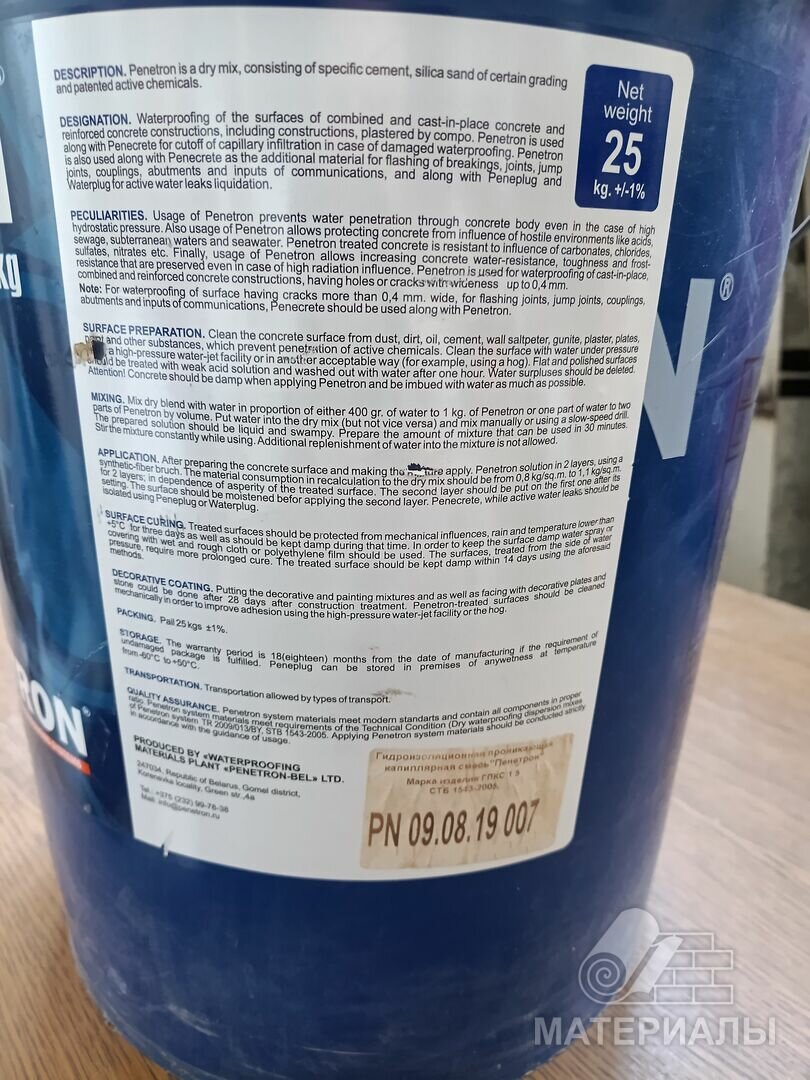 DESCRIPTION. Penetron is a dry mix, consisting of specific cement, silica sand of certain grading
and patented active chemicals.
Net
weight
25
kg. +/-1%
DESIGNATION. Waterproofing of the surfaces of combined and cast-in-place concrete and
reinforced concrete constructions, including constructions, plastered by compo. Penetron is used
along with Penecrete for cutoff of capillary infiltration in case of damaged waterproofing. Penetron
is also used along with Penecrete as the additional material for flashing of breakings, joints, jump
joints, couplings, abutments and inputs of communications, and along with Peneplug and
Waterplug for active water leaks liquidation.
PECULIARITIES. Usage of Penetron prevents water penetration through concrete body even in the case of high
hydrostatic pressure. Also usage of Penetron allows protecting concrete from influence of hostile environments like acids,
sewage, subterranean waters and seawater. Penetron treated concrete is resistant to influence of carbonates, chlorides,
sulfates, nitrates etc. Finally, usage of Penetron allows increasing concrete water-resistance, toughness and frost-
resistance that are preserved even in case of high radiation influence. Penetron is used for waterproofing of cast-in-place,
combined and reinforced concrete constructions, having holes or cracks with wideness up to 0,4 mm.
Note: For waterproofing of surface having cracks more than 0,4 mm. wide, for flashing joints, jump joints, couplings,
abutments and inputs of communications, Penecrete should be used along with Penetron.
SURFACE PREPARATION. Clean the concrete surface from dust, dirt, oil, cement, wall saltpeter, gunite, plaster, plates,
paint and other substances, which prevent penetration of active chemicals. Clean the surface with water under pressure
a high-pressure water-jet facility or in another acceptable way (for example, using a hog). Flat and polished surfaces
should be treated with weak acid solution and washed out with water after one hour. Water surpluses should be deleted.
Attention! Concrete should be damp when applying Penetron and be imbued with water as much as possible.
MIXING. Mix dry blend with water in proportion of either 400 gr. of water to 1 kg. of Penetron or one part of water to two
parts of Penetron by volume. Put water into the dry mix (but not vice versa) and mix manually or using a slow-speed drill.
The prepared solution should be liquid and swampy. Prepare the amount of mixture that can be used in 30 minutes.
Stir the mixture constantly while using. Additional replenishment of water into the mixture is not allowed.
APPLICATION. After preparing the concrete surface and making the apply. Penetron solution in 2 layers, using a
synthetic-fiber bruch. The material consumption in recalculation to the dry mix should be from 0,8 kg/sq.m. to 1,1 kg/sq.m.
for 2 layers; in dependence of asperity of the treated surface. The second layer should be put on the first one after its
setting. The surface should be moistened befor applying the second layer. Penecrete, while active water leaks should be
isolated using Peneplug or Waterplug.
SURFACE CURING. Treated surfaces should be protected from mechanical influences, rain and temperature lower than
+5°C for three days as well as should be kept damp during that time. In order to keep the surface damp water spray or
covering with wet and rough cloth or polyethylene film should be used. The surfaces, treated from the side of water
pressure, require more prolonged cure. The treated surface should be kept damp within 14 days using the aforesaid
methods.
DECORATIVE COATING. Putting the decorative and painting mixtures and as well as facing with decorative plates and
stone could be done after 28 days after construction treatment. Penetron-treated surfaces should be cleaned
mechanically in order to improve adhesion using the high-pressure water-jet facility or the hog.
PACKING. Pail 25 kgs ±1%.
STORAGE. The warranty period is 18(eighteen) months from the date of manufacturing if the requirement of
undamaged package is fulfilled. Peneplug can be stored in premises of anywetness at temperature
from -60°C to +50°C.
TRANSPORTATION. Transportation allowed by types of transport.
QUALITY ASSURANCE. Penetron system materials meet modern standarts and contain all components in proper
ratio. Penetron system materials meet requirements of the Technical Condition (Dry waterproofing dispersion mixes
of Penetron system TR 2009/013/BY, STB 1543-2005. Applying Penetron system materials should be conducted strictly
in accordance with the guidance of usage.
PRODUCED BY «WATERPROOFING
MATERIALS PLANT «PENETRON-BEL» LTD.
247034, Republic of Belarus, Gomel district,
Korenevka locality, Green str.,4a
Tel.: +375 (232) 99-78-36
Mail: info@penetron.ru
Гидроизоляционная проникающая
капиллярная смесь "Пенетрон"
Марка изделия ГПКС 1 5
СТБ 1543-2005.
PN 09.08.19 007
kg
TRON®
N®
МАТЕРИАЛЫ